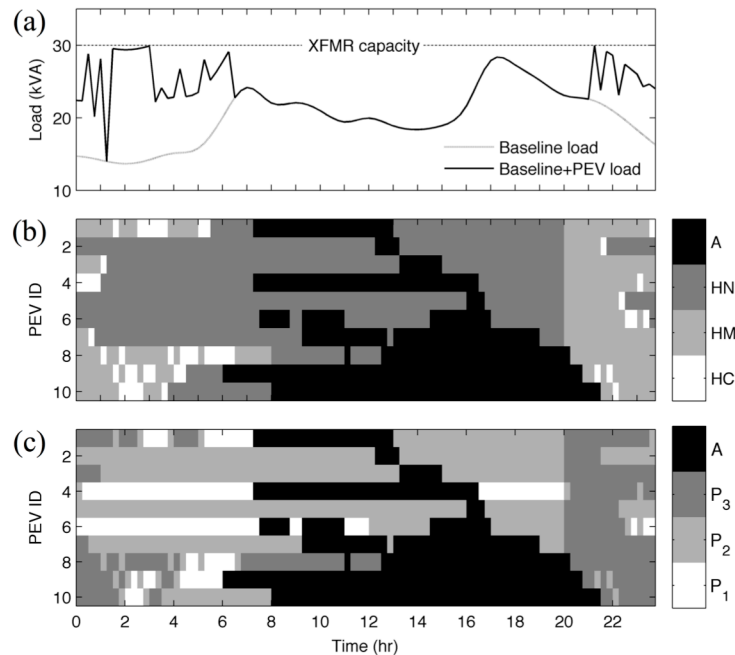 (a)
30
20
10
Load (kVA)
XFMR capacity
Baseline load
Baseline+PEV load
(b)
2
4
6
8
10
PEV ID
A
HN
HM
HC
(c)
2
4
6
8
10
PEV ID
A
P3
P2
P1
0 2 4 6 8 10 12 14 16 18 20 22
Time (hr)